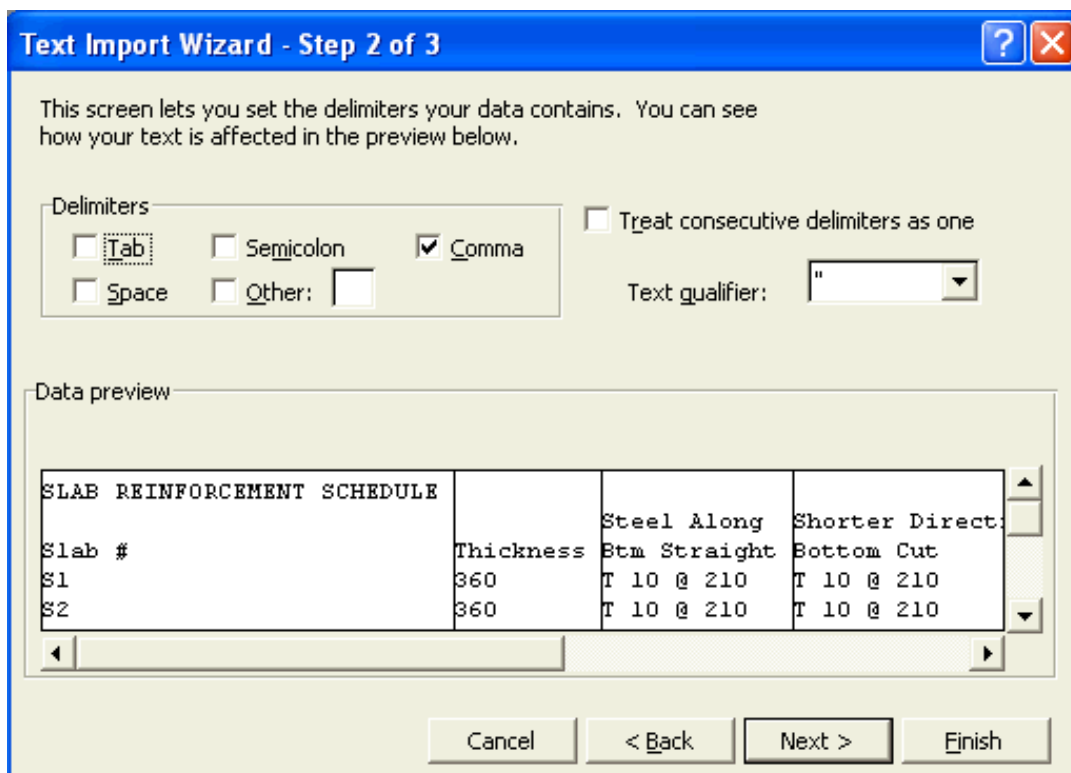 Text Import Wizard - Step 2 of 3
This screen lets you set the delimiters your data contains. You can see
how your text is affected in the preview below.
Delimiters
Tab Semicolon Comma
Space Other:
Treat consecutive delimiters as one
Text qualifier: "
Data preview
SLAB REINFORCEMENT SCHEDULE
Steel Along Shorter Direct
Slab # Thickness Btm Straight Bottom Cut
S1 360 T 10 @ 210 T 10 @ 210
S2 360 T 10 @ 210 T 10 @ 210
Cancel < Back Next > Finish